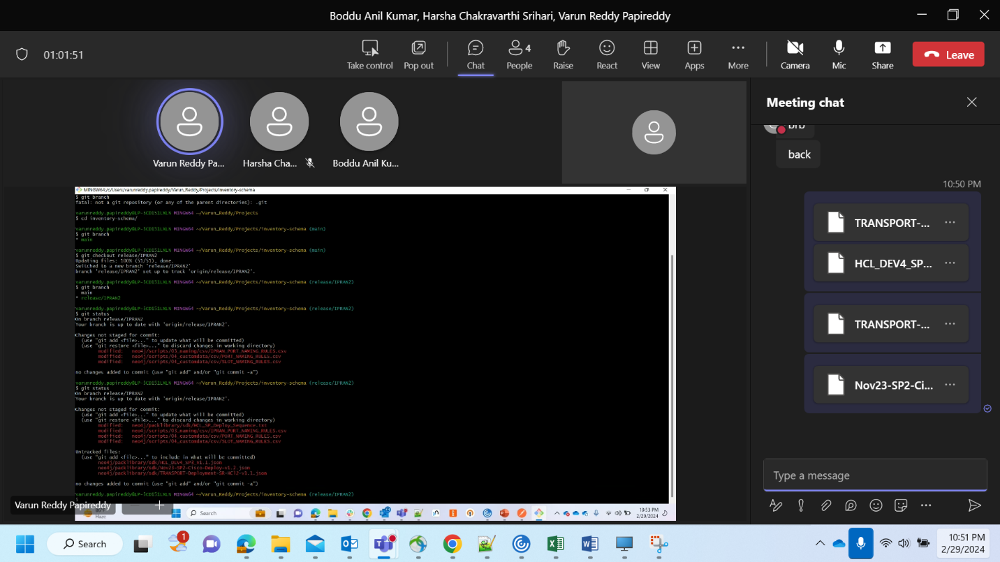 Boddu Anil Kumar, Harsha Chakravarthi Srihari, Varun Reddy Papireddy
01:01:51
Take control
Pop out
Chat
4
People
Raise
React
View
Apps
More
Camera
Mic
Share
Leave
Varun Reddy Pa...
Harsha Cha...
Boddu Anil Ku...
MINGW64:/c/Users/varunreddy.papireddy/Varun_Reddy/Projects/inventory-schema
$ git branch
fatal: not a git repository (or any of the parent directories): .git
varunreddy.papireddy@LP-5CD151LXLN MINGW64 ~/Varun_Reddy/Projects
$ cd inventory-schema/
varunreddy.papireddy@LP-5CD151LXLN MINGW64 ~/Varun_Reddy/Projects/inventory-schema (main)
$ git branch
* main
varunreddy.papireddy@LP-5CD151LXLN MINGW64 ~/Varun_Reddy/Projects/inventory-schema (main)
$ git checkout release/IPRAN2
Updating files: 100% (53/53), done.
Switched to a new branch 'release/IPRAN2'
branch 'release/IPRAN2' set up to track 'origin/release/IPRAN2'.
varunreddy.papireddy@LP-5CD151LXLN MINGW64 ~/Varun_Reddy/Projects/inventory-schema (release/IPRAN2)
$ git branch
main
* release/IPRAN2
varunreddy.papireddy@LP-5CD151LXLN MINGW64 ~/Varun_Reddy/Projects/inventory-schema (release/IPRAN2)
$ git status
On branch release/IPRAN2
Your branch is up to date with 'origin/release/IPRAN2'.
Changes not staged for commit:
(use "git add <file>..." to update what will be committed)
(use "git restore <file>..." to discard changes in working directory)
modified: neo4j/scripts/03_naming/csv/IPRAN_PORT_NAMING_RULES.csv
modified: neo4j/scripts/04_customdata/csv/PORT_NAMING_RULES.csv
modified: neo4j/scripts/04_customdata/csv/SLOT_NAMING_RULES.csv
no changes added to commit (use "git add" and/or "git commit -a")
varunreddy.papireddy@LP-5CD151LXLN MINGW64 ~/Varun_Reddy/Projects/inventory-schema (release/IPRAN2)
$ git status
On branch release/IPRAN2
Your branch is up to date with 'origin/release/IPRAN2'.
Changes not staged for commit:
(use "git add <file>..." to update what will be committed)
(use "git restore <file>..." to discard changes in working directory)
modified: neo4j/packlibrary/sdk/HCL_SP_Deploy_Sequence.txt
modified: neo4j/scripts/03_naming/csv/IPRAN_PORT_NAMING_RULES.csv
modified: neo4j/scripts/04_customdata/csv/PORT_NAMING_RULES.csv
modified: neo4j/scripts/04_customdata/csv/SLOT_NAMING_RULES.csv
Untracked files:
(use "git add <file>..." to include in what will be committed)
neo4j/packlibrary/sdk/HCL_DEV4_SP3_v1.1.json
neo4j/packlibrary/sdk/Nov23-SP2-Cisco-Deploy-v1.2.json
neo4j/packlibrary/sdk/TRANSPORT-Deployment-SB-HCL2-v1.1.json
no changes added to commit (use "git add" and/or "git commit -a")
varunreddy.papireddy@LP-5CD151LXLN MINGW64 ~/Varun_Reddy/Projects/inventory-schema (release/IPRAN2)
$
Varun Reddy Papireddy
Haze
Search
10:53 PM
2/29/2024
Meeting chat
brb
back
10:50 PM
TRANSPORT-...
HCL_DEV4_SP...
TRANSPORT-...
Nov23-SP2-Ci...
Type a message
1
Search
10:51 PM
2/29/2024